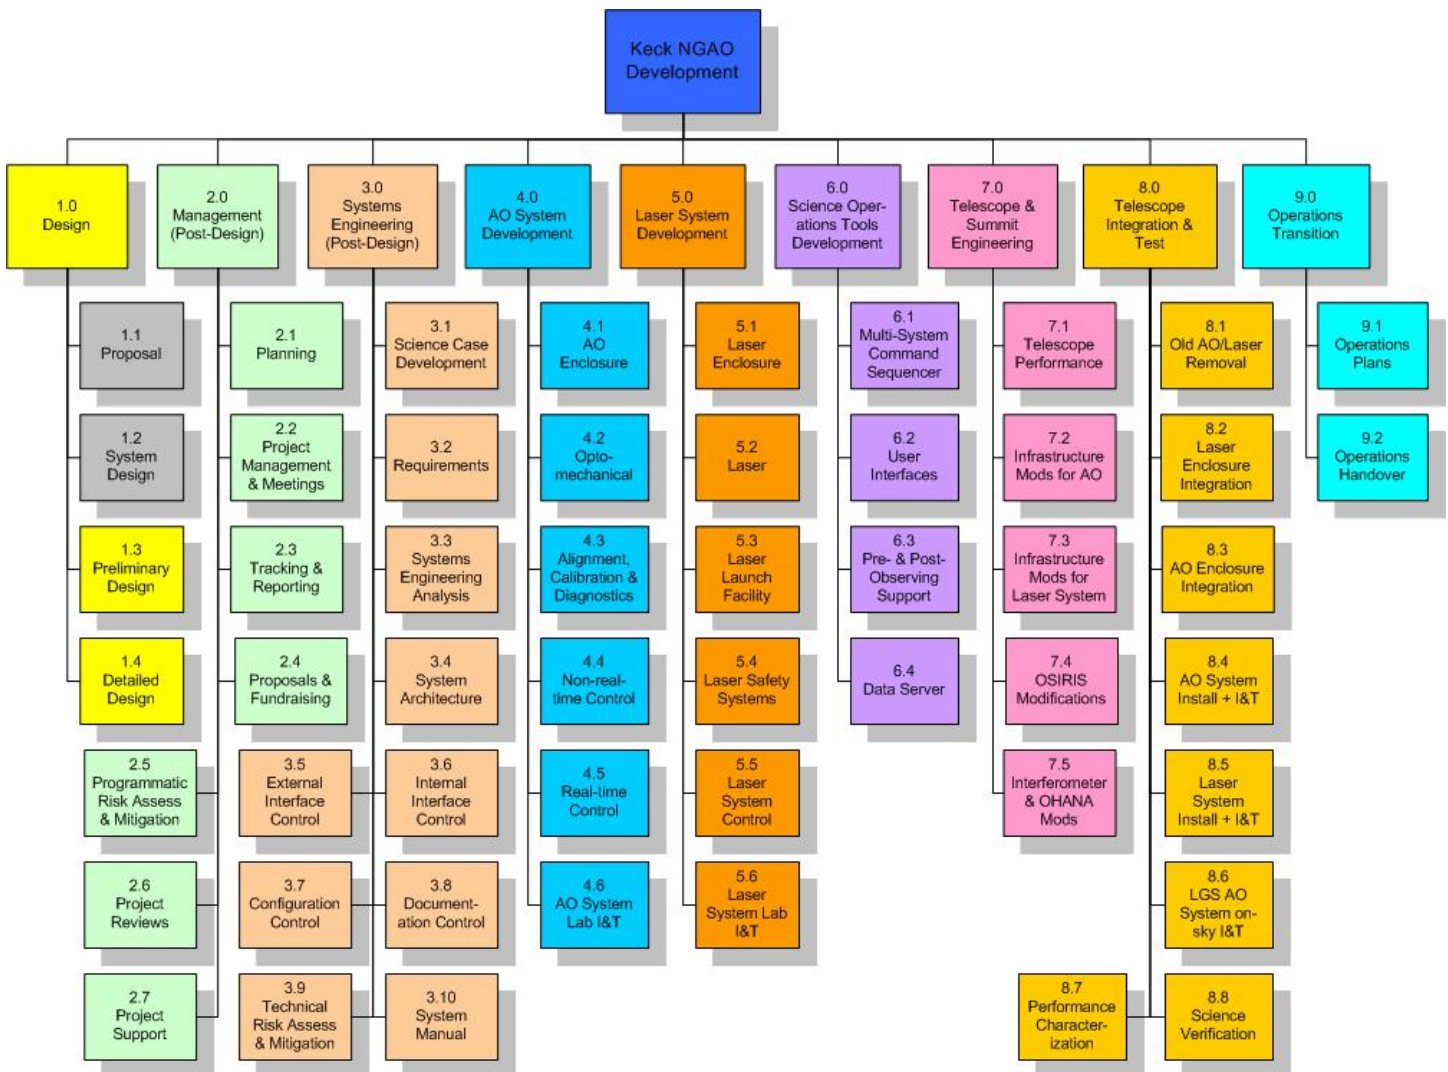 Keck NGAO
Development
1.0
Design
2.0
Management
(Post-Design)
3.0
Systems
Engineering
(Post-Design)
4.0
AO System
Development
5.0
Laser System
Development
6.0
Science Oper-
ations Tools
Development
7.0
Telescope &
Summit
Engineering
8.0
Telescope
Integration &
Test
9.0
Operations
Transition
1.1
Proposal
2.1
Planning
3.1
Science Case
Development
4.1
AO
Enclosure
5.1
Laser
Enclosure
6.1
Multi-System
Command
Sequencer
7.1
Telescope
Performance
8.1
Old AO/Laser
Removal
9.1
Operations
Plans
1.2
System
Design
2.2
Project
Management
& Meetings
3.2
Requirements
4.2
Opto-
mechanical
5.2
Laser
6.2
User
Interfaces
7.2
Infrastructure
Mods for AO
8.2
Laser
Enclosure
Integration
9.2
Operations
Handover
1.3
Preliminary
Design
2.3
Tracking &
Reporting
3.3
Systems
Engineering
Analysis
4.3
Alignment,
Calibration &
Diagnostics
5.3
Laser
Launch
Facility
6.3
Pre- & Post-
Observing
Support
7.3
Infrastructure
Mods for
Laser System
8.3
AO Enclosure
Integration
1.4
Detailed
Design
2.4
Proposals &
Fundraising
3.4
System
Architecture
4.4
Non-real-
time Control
5.4
Laser Safety
Systems
6.4
Data Server
7.4
OSIRIS
Modifications
8.4
AO System
Install + I&T
2.5
Programmatic
Risk Assess
& Mitigation
3.5
External
Interface
Control
3.6
Internal
Interface
Control
4.5
Real-time
Control
5.5
Laser
System
Control
7.5
Interferometer
& OHANA
Mods
8.5
Laser
System
Install + I&T
2.6
Project
Reviews
3.7
Configuration
Control
3.8
Document-
ation Control
4.6
AO System
Lab I&T
5.6
Laser
System Lab
I&T
8.6
LGS AO
System on-
sky I&T
2.7
Project
Support
3.9
Technical
Risk Assess
& Mitigation
3.10
System
Manual
8.7
Performance
Character-
ization
8.8
Science
Verification